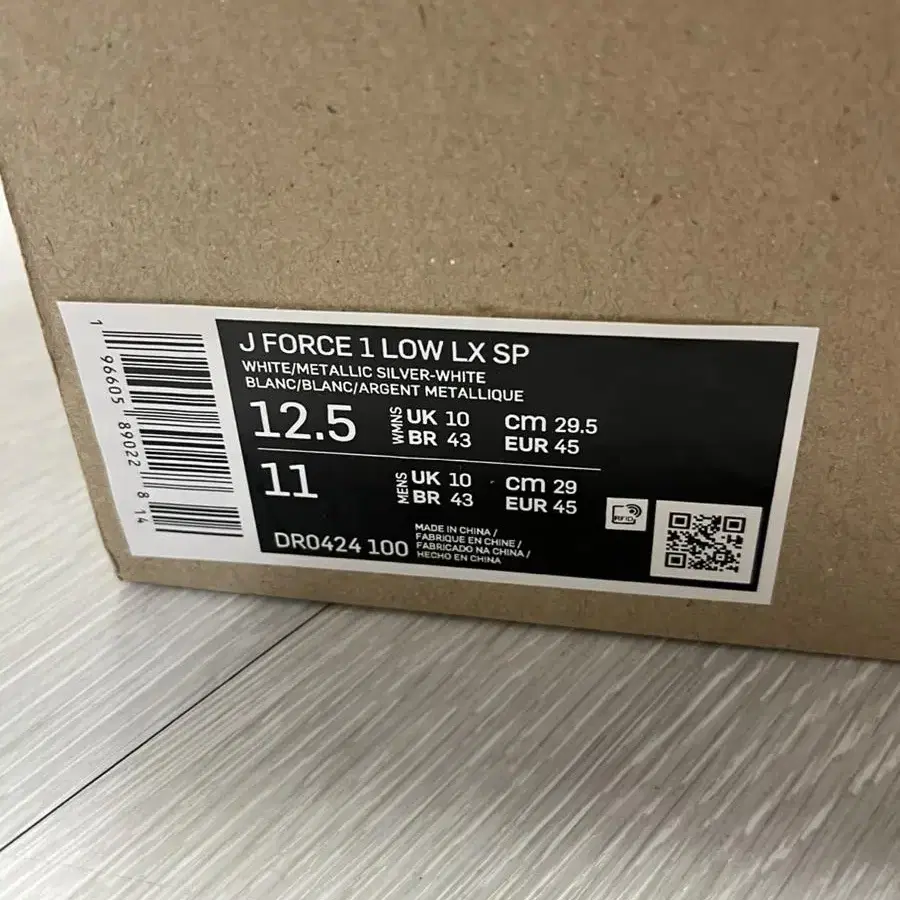 J FORCE 1 LOW LX SP
WHITE/METALLIC SILVER-WHITE
BLANC/BLANC/ARGENT METALLIQUE
12.5 WMNS UK 10 cm 29.5
BR 43 EUR 45
11 MENS UK 10 cm 29
BR 43 EUR 45
DR0424 100
MADE IN CHINA /
FABRIQUE EN CHINE /
FABRICADO NA CHINA /
HECHO EN CHINA
RFID
1 96605 89022 8 14